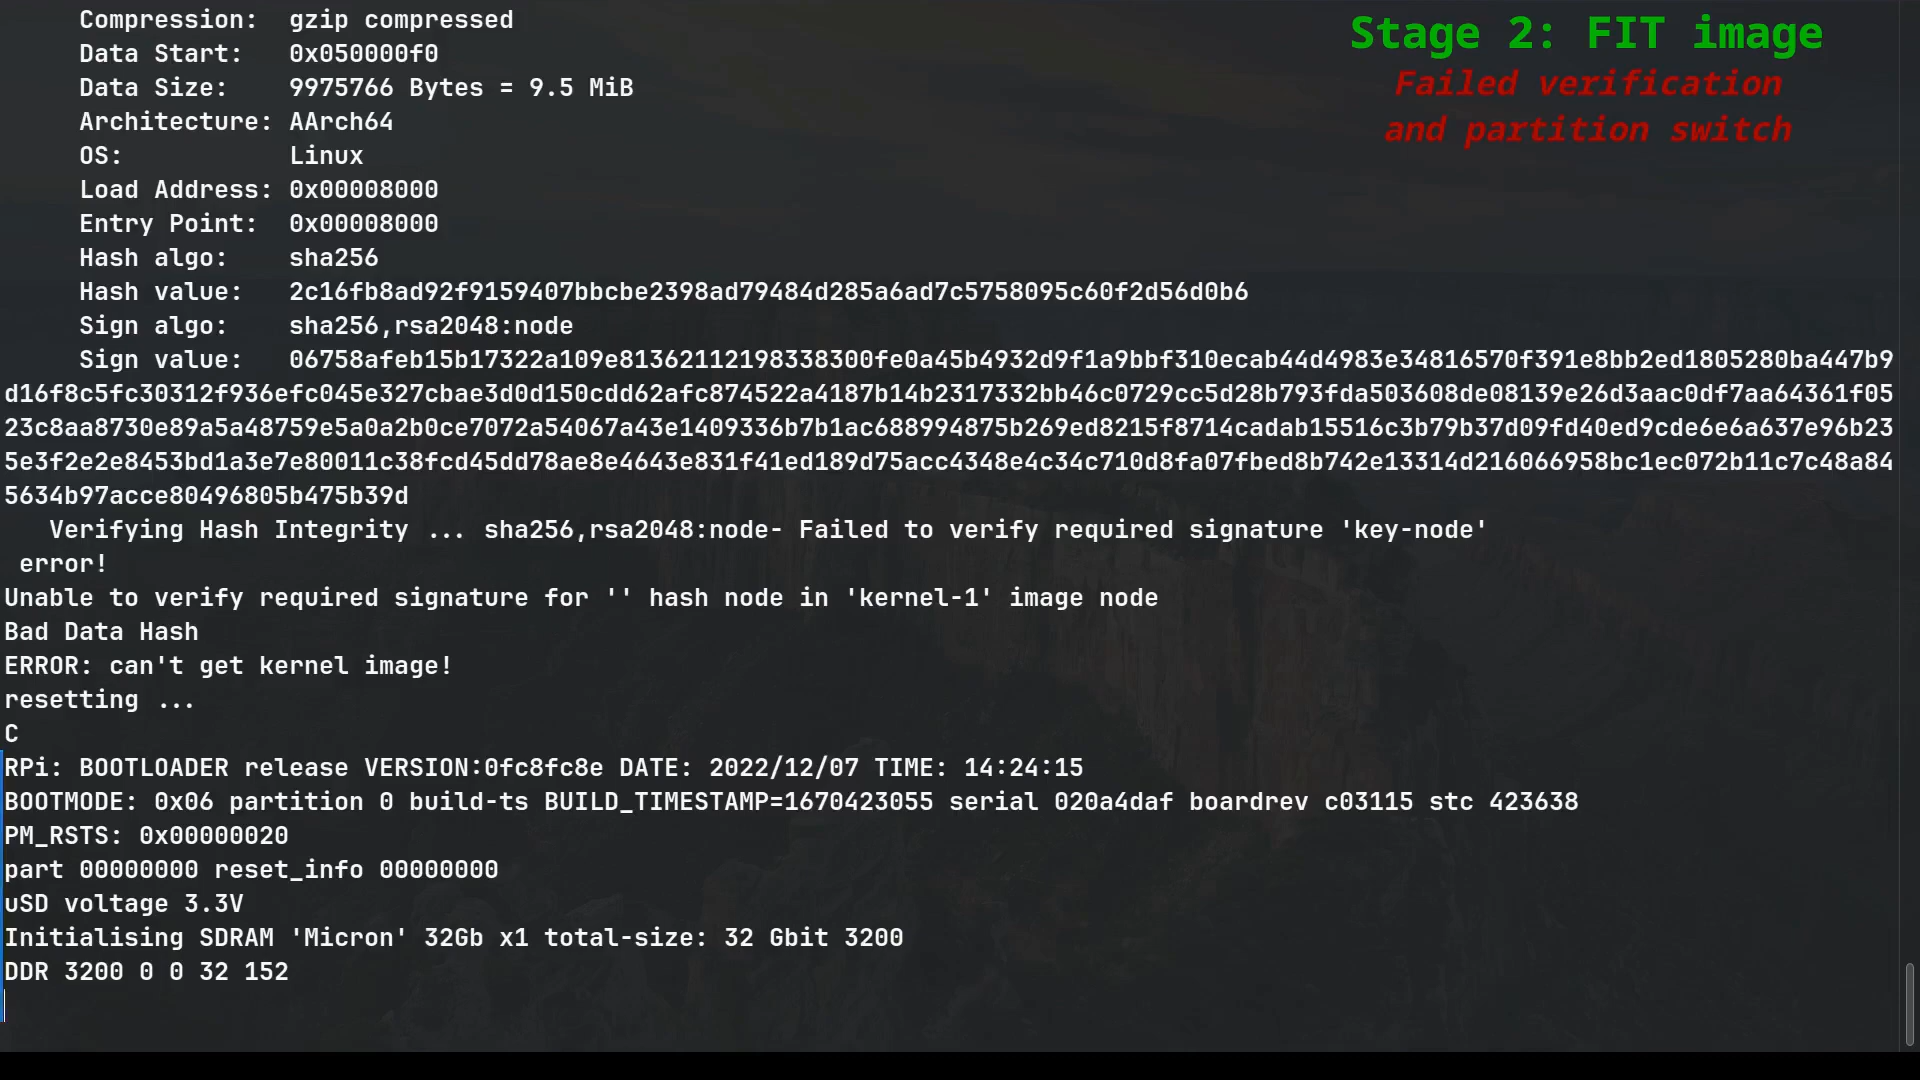 Compression:  gzip compressed
Data Start:   0x050000f0
Data Size:    9975766 Bytes = 9.5 MiB
Architecture: AArch64
OS:           Linux
Load Address: 0x00008000
Entry Point:  0x00008000
Hash algo:    sha256
Hash value:   2c16fb8ad92f9159407bbcbe2398ad79484d285a6ad7c5758095c60f2d56d0b6
Sign algo:    sha256,rsa2048:node
Sign value:   06758afeb15b17322a109e81362112198338300fe0a45b4932d9f1a9bbf310ecab44d4983e34816570f391e8bb2ed1805280ba447b9
d16f8c5fc30312f936efc045e327cbae3d0d150cdd62afc874522a4187b14b2317332bb46c0729cc5d28b793fda503608de08139e26d3aac0df7aa64361f05
23c8aa8730e89a5a48759e5a0a2b0ce7072a54067a43e1409336b7b1ac688994875b269ed8215f8714cadab15516c3b79b37d09fd40ed9cde6e6a637e96b23
5e3f2e2e8453bd1a3e7e80011c38fcd45dd78ae8e4643e831f41ed189d75acc4348e4c34c710d8fa07fbed8b742e13314d216066958bc1ec072b11c7c48a84
5634b97acce80496805b475b39d
Verifying Hash Integrity ... sha256,rsa2048:node- Failed to verify required signature 'key-node'
error!
Unable to verify required signature for '' hash node in 'kernel-1' image node
Bad Data Hash
ERROR: can't get kernel image!
resetting ...
C
RPi: BOOTLOADER release VERSION:0fc8fc8e DATE: 2022/12/07 TIME: 14:24:15
BOOTMODE: 0x06 partition 0 build-ts BUILD_TIMESTAMP=1670423055 serial 020a4daf boardrev c03115 stc 423638
PM_RSTS: 0x00000020
part 00000000 reset_info 00000000
uSD voltage 3.3V
Initialising SDRAM 'Micron' 32Gb x1 total-size: 32 Gbit 3200
DDR 3200 0 0 32 152
Stage 2: FIT image
Failed verification
and partition switch